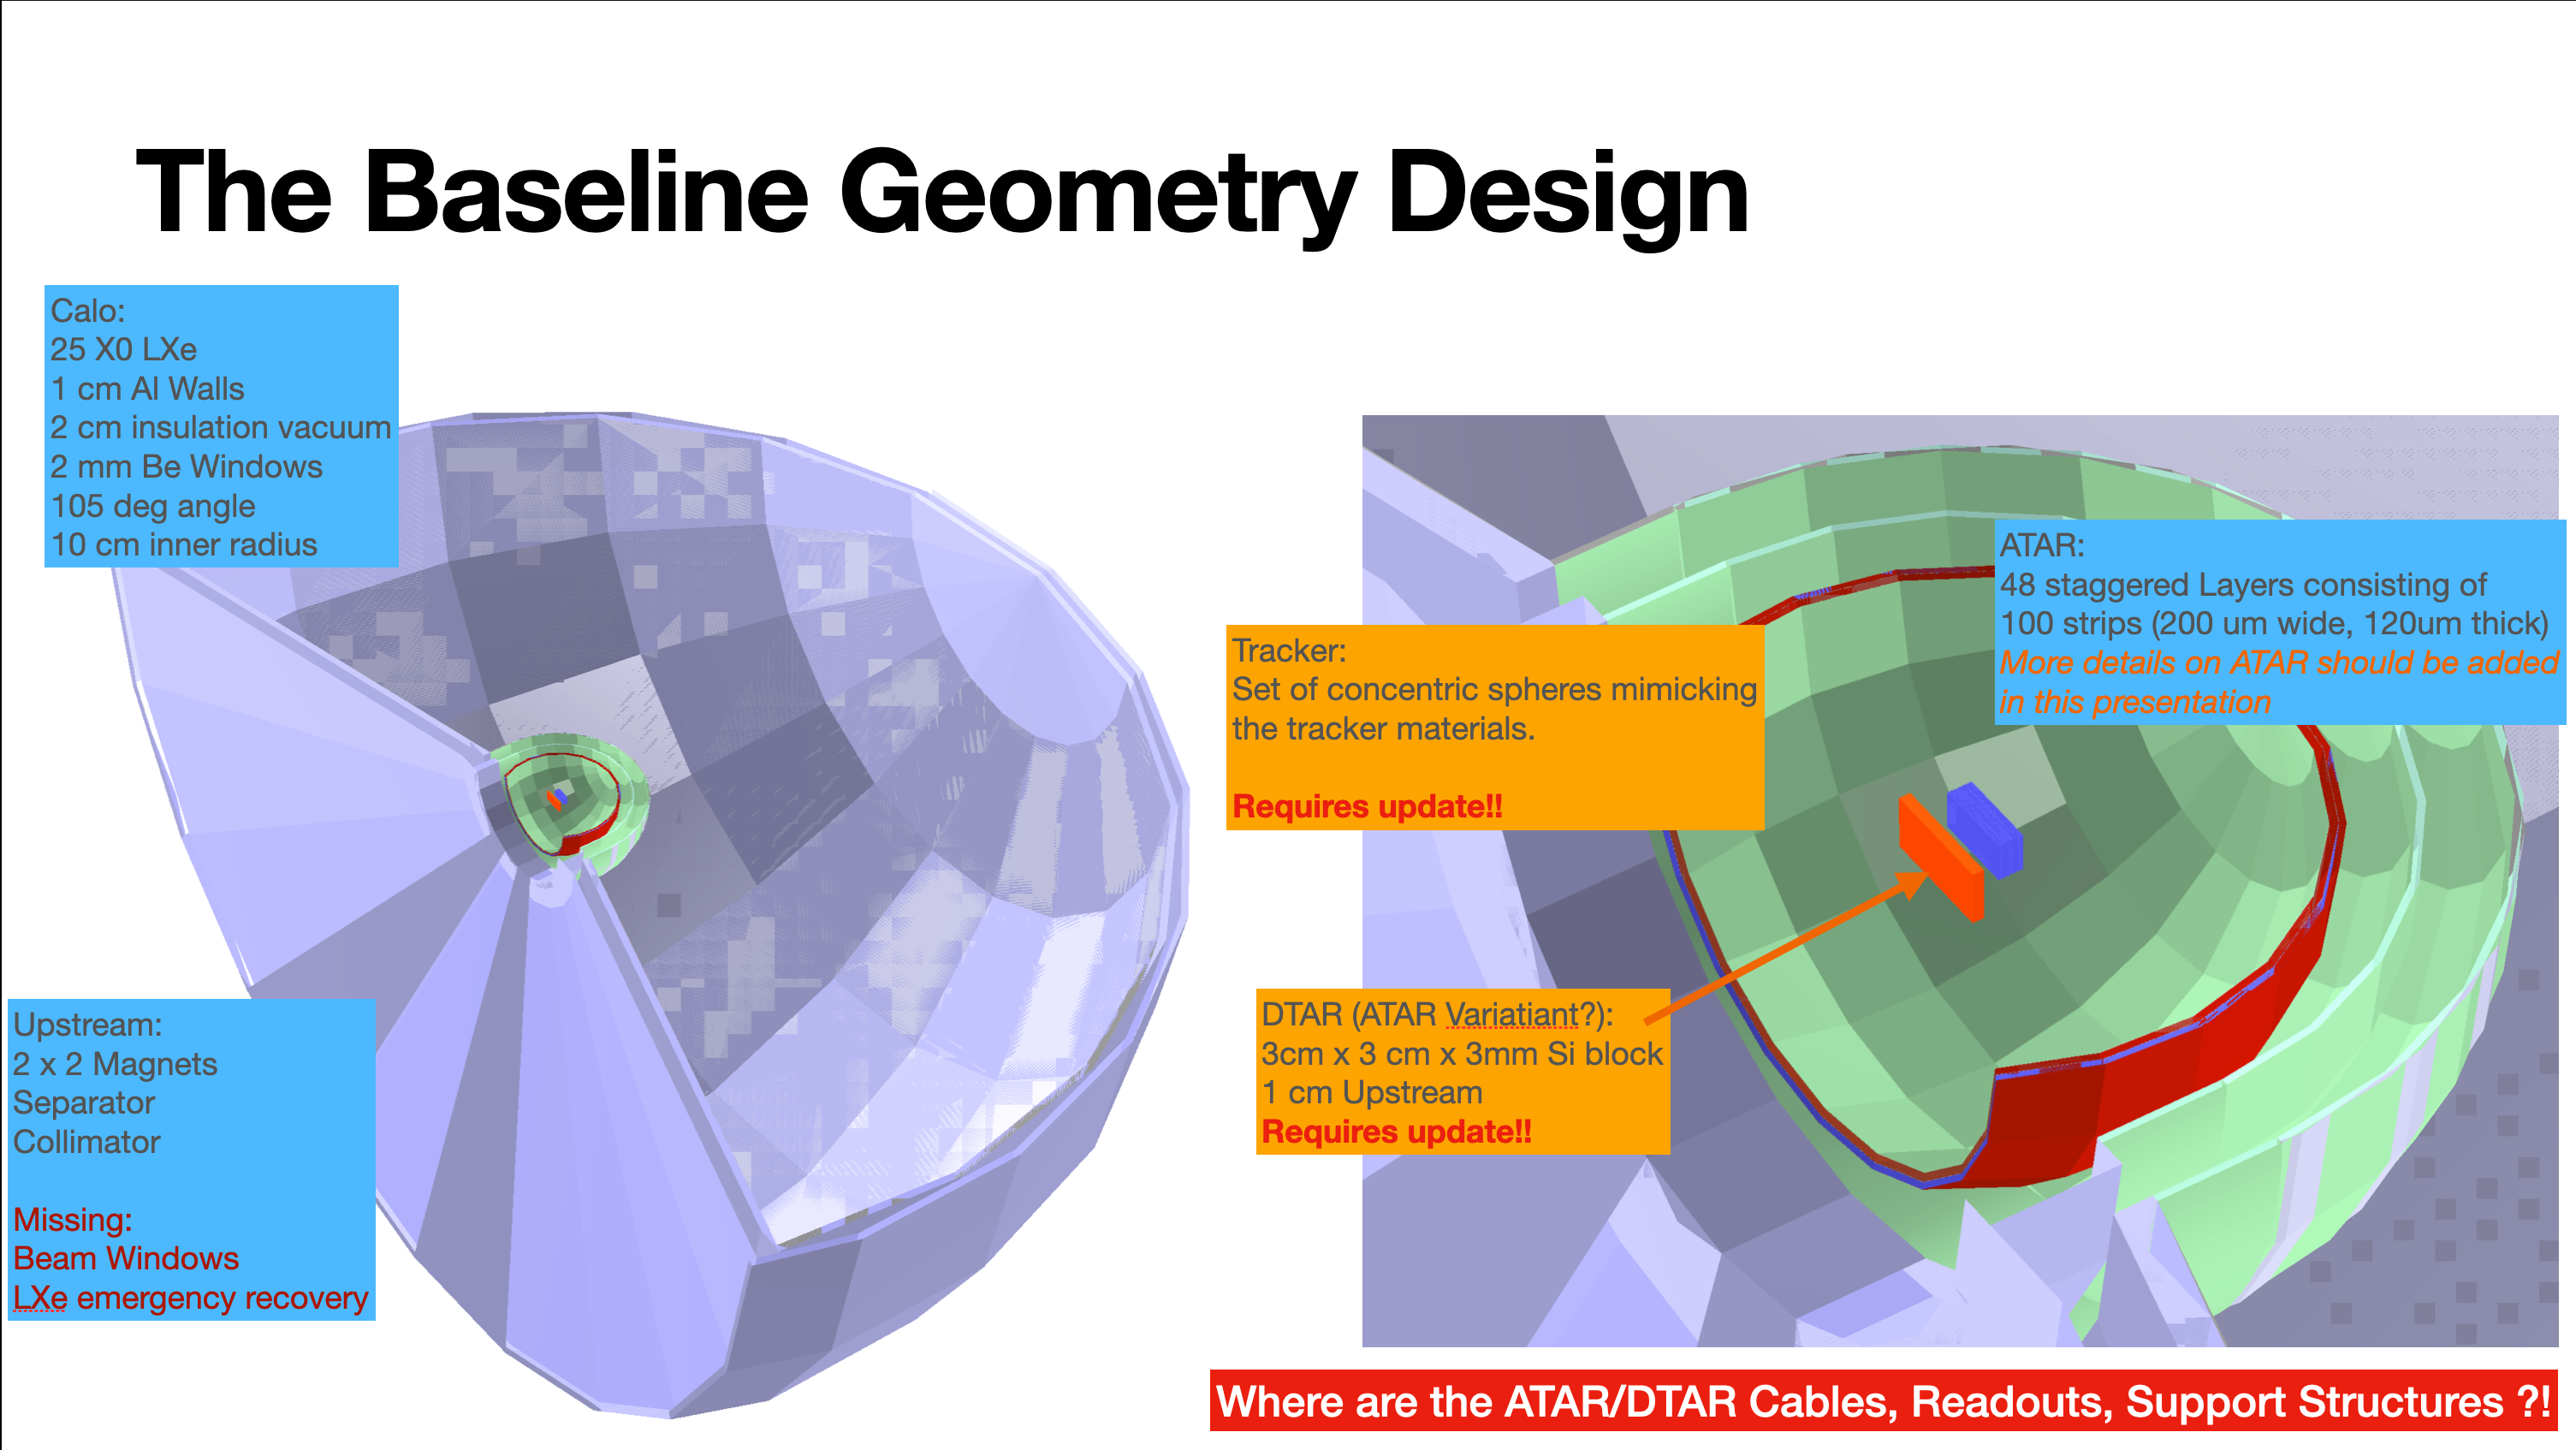 The Baseline Geometry Design
Calo:
25 X0 LXe
1 cm Al Walls
2 cm insulation vacuum
2 mm Be Windows
105 deg angle
10 cm inner radius
Upstream:
2 x 2 Magnets
Separator
Collimator
Missing:
Beam Windows
LXe emergency recovery
Tracker:
Set of concentric spheres mimicking
the tracker materials.
Requires update!!
ATAR:
48 staggered Layers consisting of
100 strips (200 um wide, 120um thick)
More details on ATAR should be added
in this presentation
DTAR (ATAR Variatiant?):
3cm x 3 cm x 3mm Si block
1 cm Upstream
Requires update!!
Where are the ATAR/DTAR Cables, Readouts, Support Structures ?!